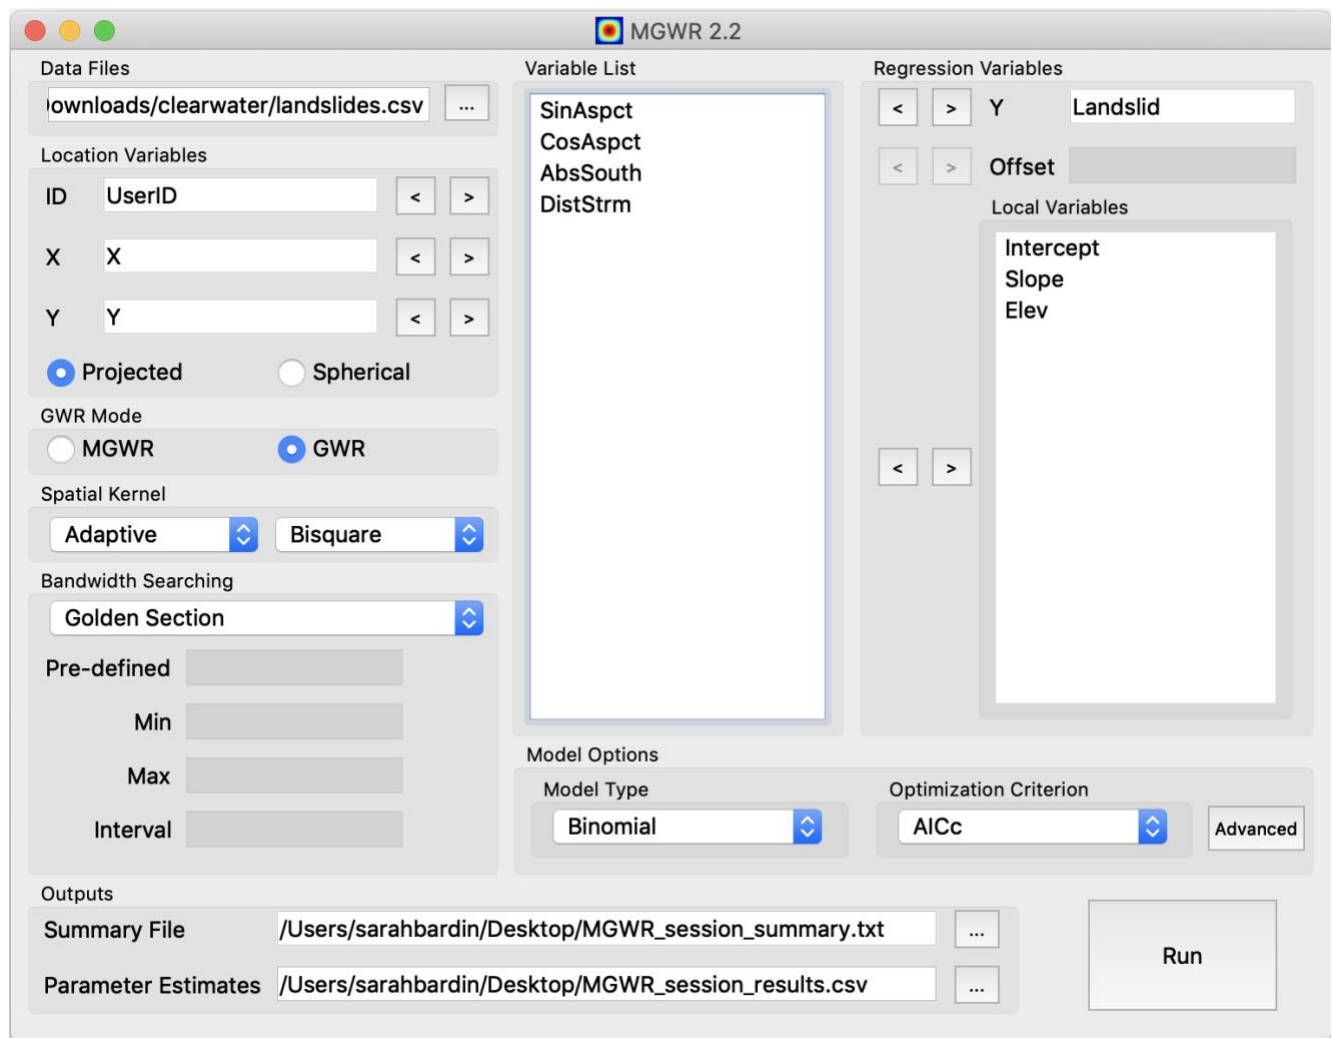 MGWR 2.2
Data Files
ownloads/clearwater/landslides.csv
...
Location Variables
ID
UserID
<
>
X
X
<
>
Y
Y
<
>
Projected
Spherical
GWR Mode
MGWR
GWR
Spatial Kernel
Adaptive
Bisquare
Bandwidth Searching
Golden Section
Pre-defined
Min
Max
Interval
Variable List
SinAspct
CosAspct
AbsSouth
DistStrm
Regression Variables
<
>
Y
Landslid
<
>
Offset
Local Variables
Intercept
Slope
Elev
<
>
Model Options
Model Type
Binomial
Optimization Criterion
AICc
Advanced
Outputs
Summary File
/Users/sarahbardin/Desktop/MGWR_session_summary.txt
...
Parameter Estimates
/Users/sarahbardin/Desktop/MGWR_session_results.csv
...
Run